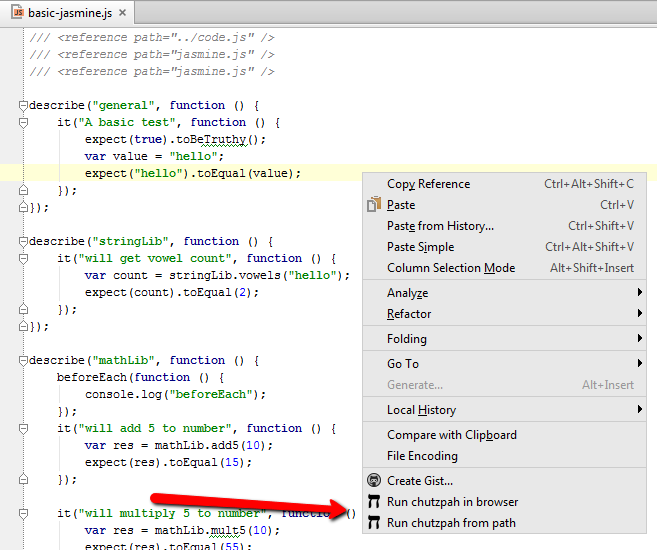 basic-jasmine.js
/// <reference path="../code.js" />
/// <reference path="jasmine.js" />
/// <reference path="jasmine.js" />
describe("general", function () {
it("A basic test", function () {
expect(true).toBeTruthy();
var value = "hello";
expect("hello").toEqual(value);
});
});
describe("stringLib", function () {
it("will get vowel count", function () {
var count = stringLib.vowels("hello");
expect(count).toEqual(2);
});
});
describe("mathLib", function () {
beforeEach(function () {
console.log("beforeEach");
});
it("will add 5 to number", function () {
var res = mathLib.add5(10);
expect(res).toEqual(15);
});
it("will multiply 5 to number", function ()
var res = mathLib.mult5(10);
expect(res).toEqual(55);
Copy Reference Ctrl+Alt+Shift+C
Paste Ctrl+V
Paste from History... Ctrl+Shift+V
Paste Simple Ctrl+Alt+Shift+V
Column Selection Mode Alt+Shift+Insert
Analyze
Refactor
Folding
Go To
Generate... Alt+Insert
Local History
Compare with Clipboard
File Encoding
Create Gist...
Run chutzpah in browser
Run chutzpah from path